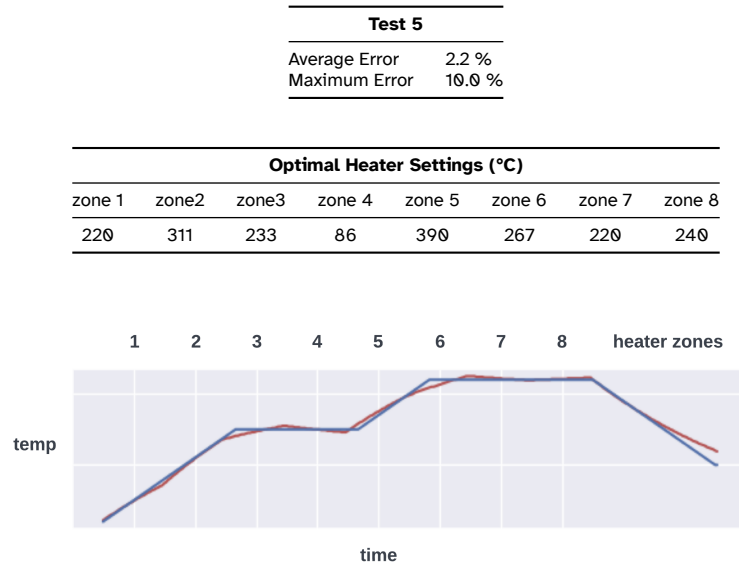 Test 5
Average Error 2.2 %
Maximum Error 10.0 %
Optimal Heater Settings (°C)
zone 1 zone2 zone3 zone 4 zone 5 zone 6 zone 7 zone 8
220 311 233 86 390 267 220 240
1 2 3 4 5 6 7 8 heater zones
temp
time